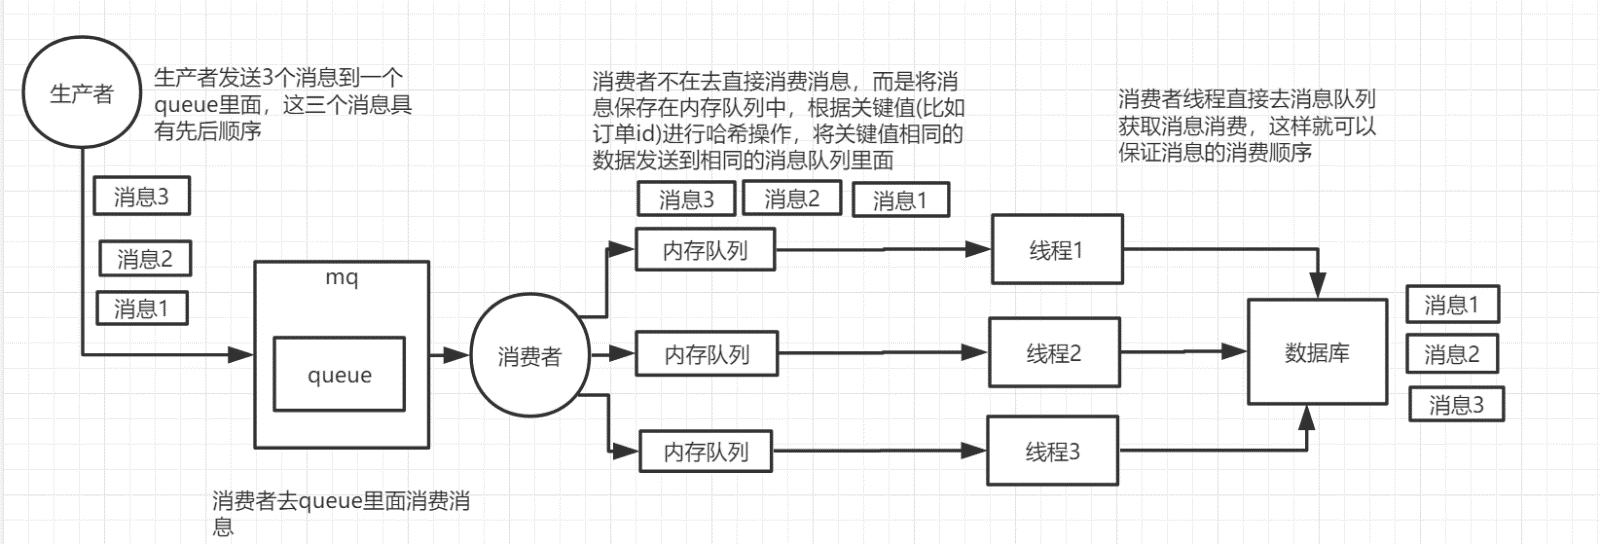 生产者
生产者发送3个消息到一个
queue里面，这三个消息具
有先后顺序
消息3
消息2
消息1
mq
queue
消费者去queue里面消费消
息
消费者
消费者不在去直接消费消息，而是将消
息保存在内存队列中，根据关键值(比如
订单id)进行哈希操作，将关键值相同的
数据发送到相同的消息队列里面
消息3
消息2
消息1
内存队列
内存队列
内存队列
消费者线程直接去消息队列
获取消息消费，这样就可以
保证消息的消费顺序
线程1
线程2
线程3
数据库
消息1
消息2
消息3